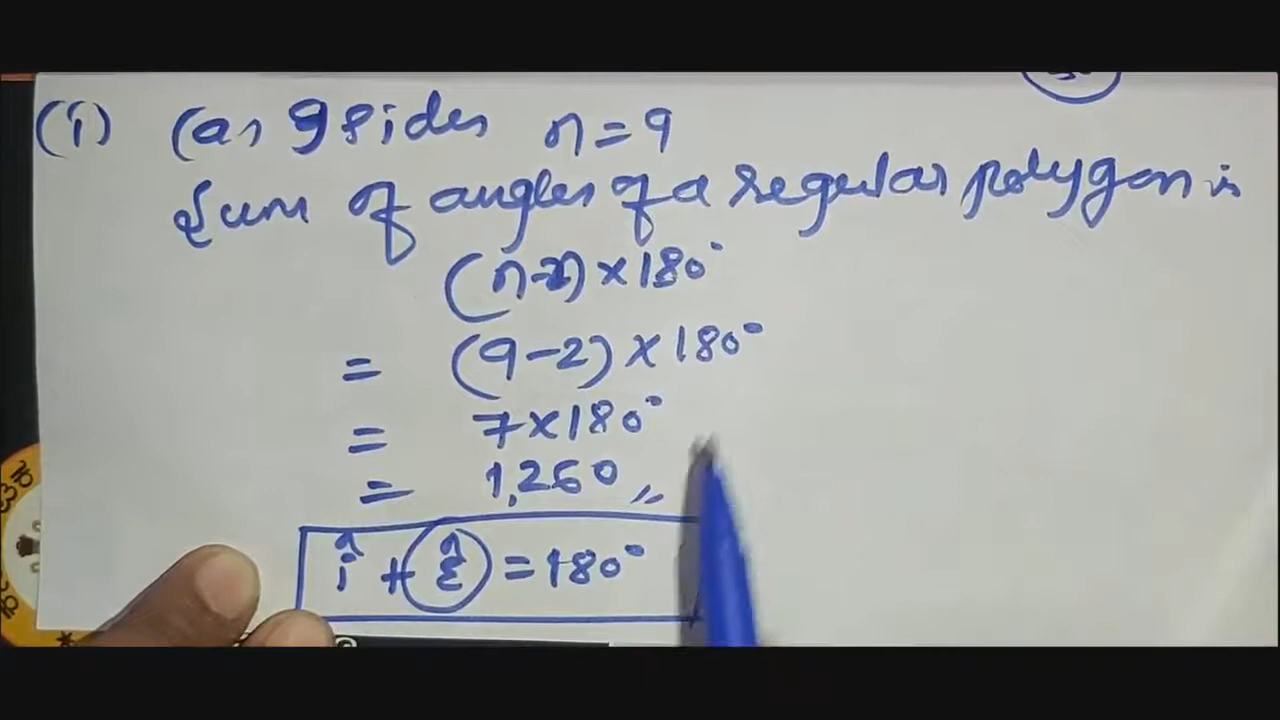 (i) (a) 9 sides n=9
Sum of angles of a regular polygon is
(n-2)×180°
= (9-2)×180°
= 7×180°
= 1,260 〃
î + ê = 180°